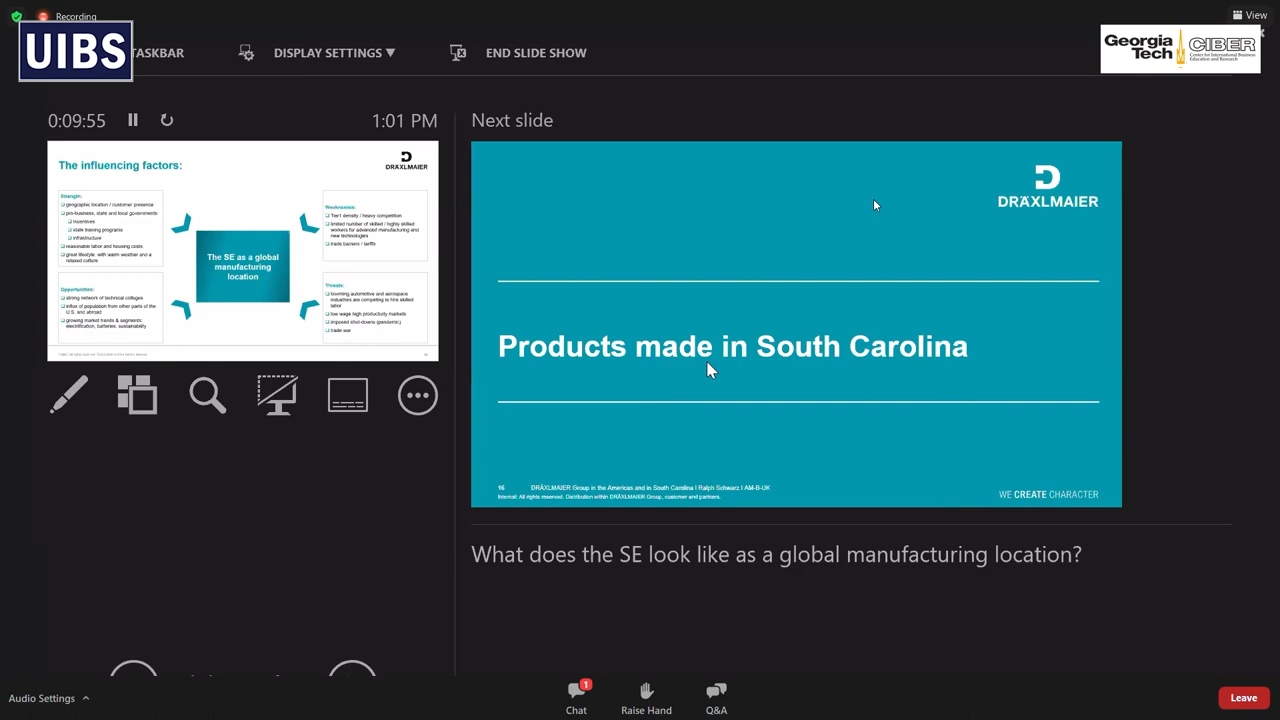 Recording
View
UIBS
TASKBAR
DISPLAY SETTINGS ▼
END SLIDE SHOW
Georgia Tech
CIBER
Center for International Business Education and Research
0:09:55
1:01 PM
Next slide
The influencing factors:
DRÄXLMAIER
Strength:
geographic location / customer presence
pro-business, state and local governments
incentives
state training programs
infrastructure
reasonable labor and housing costs
great lifestyle with warm weather and a
relaxed culture
Weakness:
Tier1 density / heavy competition
limited number of skilled / highly skilled
workers for advanced manufacturing and
new technologies
trade barriers / tariffs
The SE as a global
manufacturing
location
Opportunities:
strong network of technical colleges
influx of population from other parts of the
U.S. and abroad
growing market trends & segments:
electrification, batteries, sustainability
Threats:
booming automotive and aerospace
industries are competing to hire skilled
labor
low wage high productivity markets
imposed shut-downs (pandemic)
trade war
DRÄXLMAIER
Products made in South Carolina
16 DRÄXLMAIER Group in the Americas and in South Carolina I Ralph Schwarz I AM-B-UK
Internal: All rights reserved. Distribution within DRÄXLMAIER Group, customer and partners.
WE CREATE CHARACTER
What does the SE look like as a global manufacturing location?
Audio Settings
1
Chat
Raise Hand
Q&A
Leave